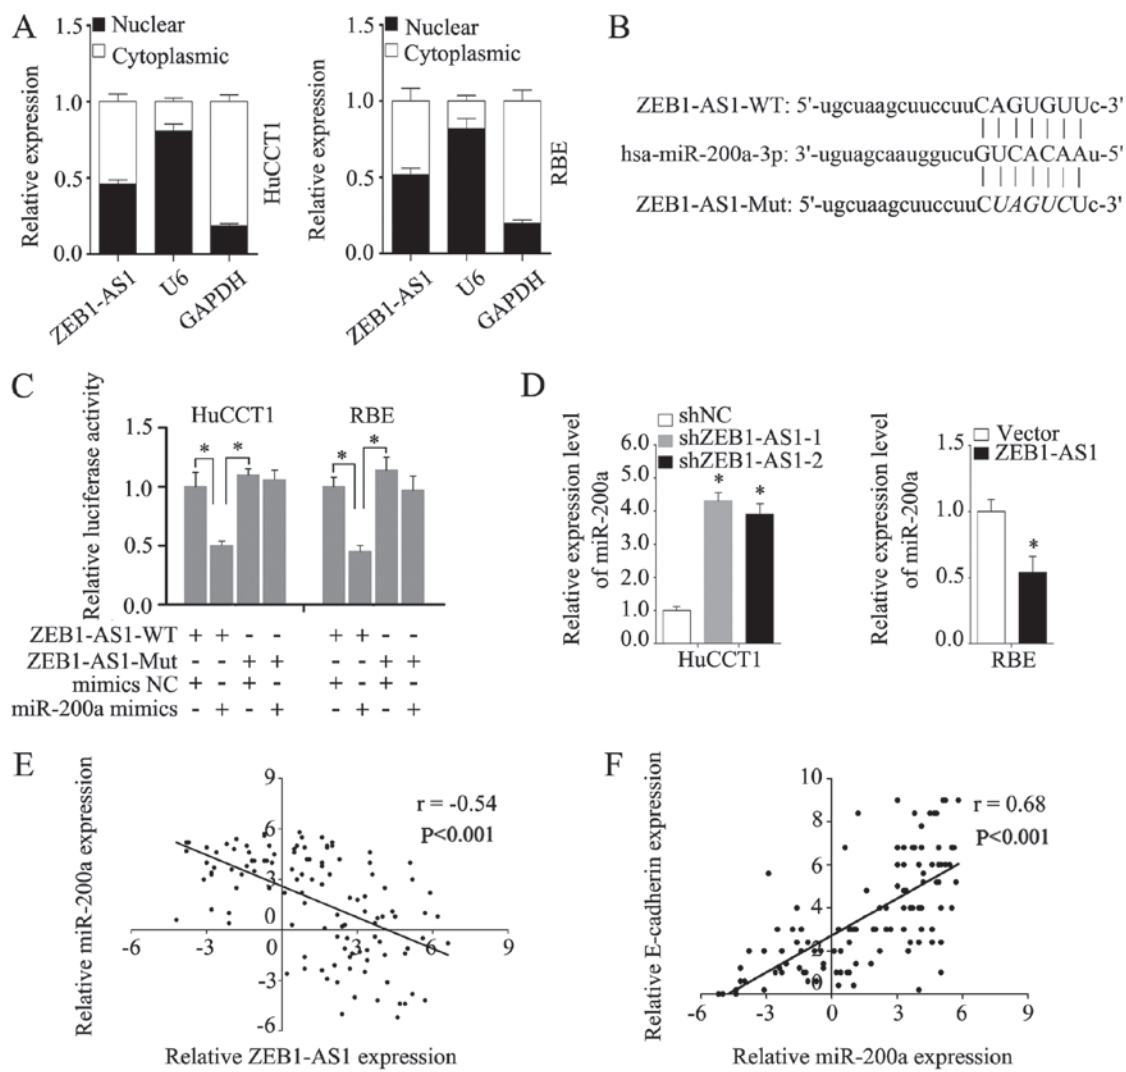 A
Relative expression
1.5
1.0
0.5
0.0
Nuclear
Cytoplasmic
HuCCT1
ZEB1-AS1
U6
GAPDH
Relative expression
1.5
1.0
0.5
0.0
Nuclear
Cytoplasmic
RBE
ZEB1-AS1
U6
GAPDH
B
ZEB1-AS1-WT: 5'-ugcuaagcuuccuuCAGUGUUc-3'
hsa-miR-200a-3p: 3'-uguagcaauggucuGUCACAAu-5'
ZEB1-AS1-Mut: 5'-ugcuaagcuuccuuCUAGUCUc-3'
C
Relative luciferase activity
1.5
1.0
0.5
0.0
HuCCT1
RBE
* * * *
ZEB1-AS1-WT + + - - + + - -
ZEB1-AS1-Mut - - + + - - + +
mimics NC + - + - + - + -
miR-200a mimics - + - + - + - +
D
Relative expression level
of miR-200a
6.0
5.0
4.0
3.0
2.0
1.0
0.0
shNC
shZEB1-AS1-1
shZEB1-AS1-2
* *
HuCCT1
Relative expression level
of miR-200a
1.5
1.0
0.5
0.0
Vector
ZEB1-AS1
*
RBE
E
Relative miR-200a expression
9
6
3
0
-3
-6
-6 -3 0 3 6 9
r = -0.54
P<0.001
Relative ZEB1-AS1 expression
F
Relative E-cadherin expression
10
8
6
4
2
0
-6 -3 0 3 6 9
r = 0.68
P<0.001
Relative miR-200a expression